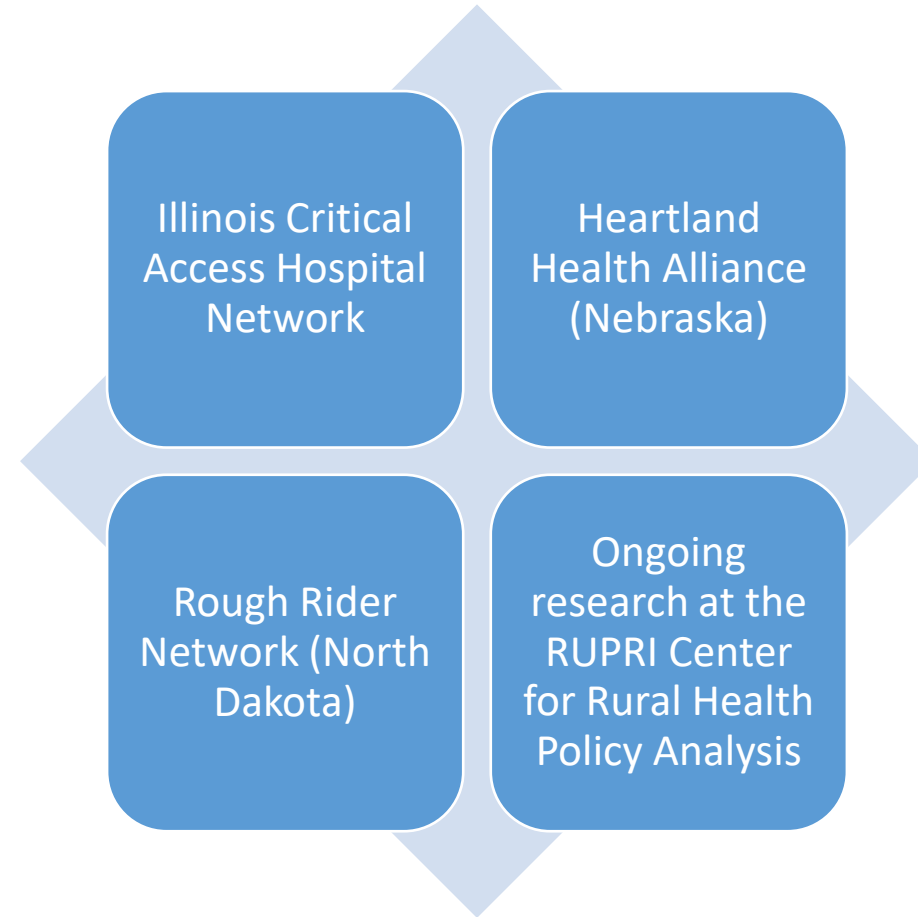 Illinois Critical
Access Hospital
Network
Heartland
Health Alliance
(Nebraska)
Rough Rider
Network (North
Dakota)
Ongoing
research at the
RUPRI Center
for Rural Health
Policy Analysis